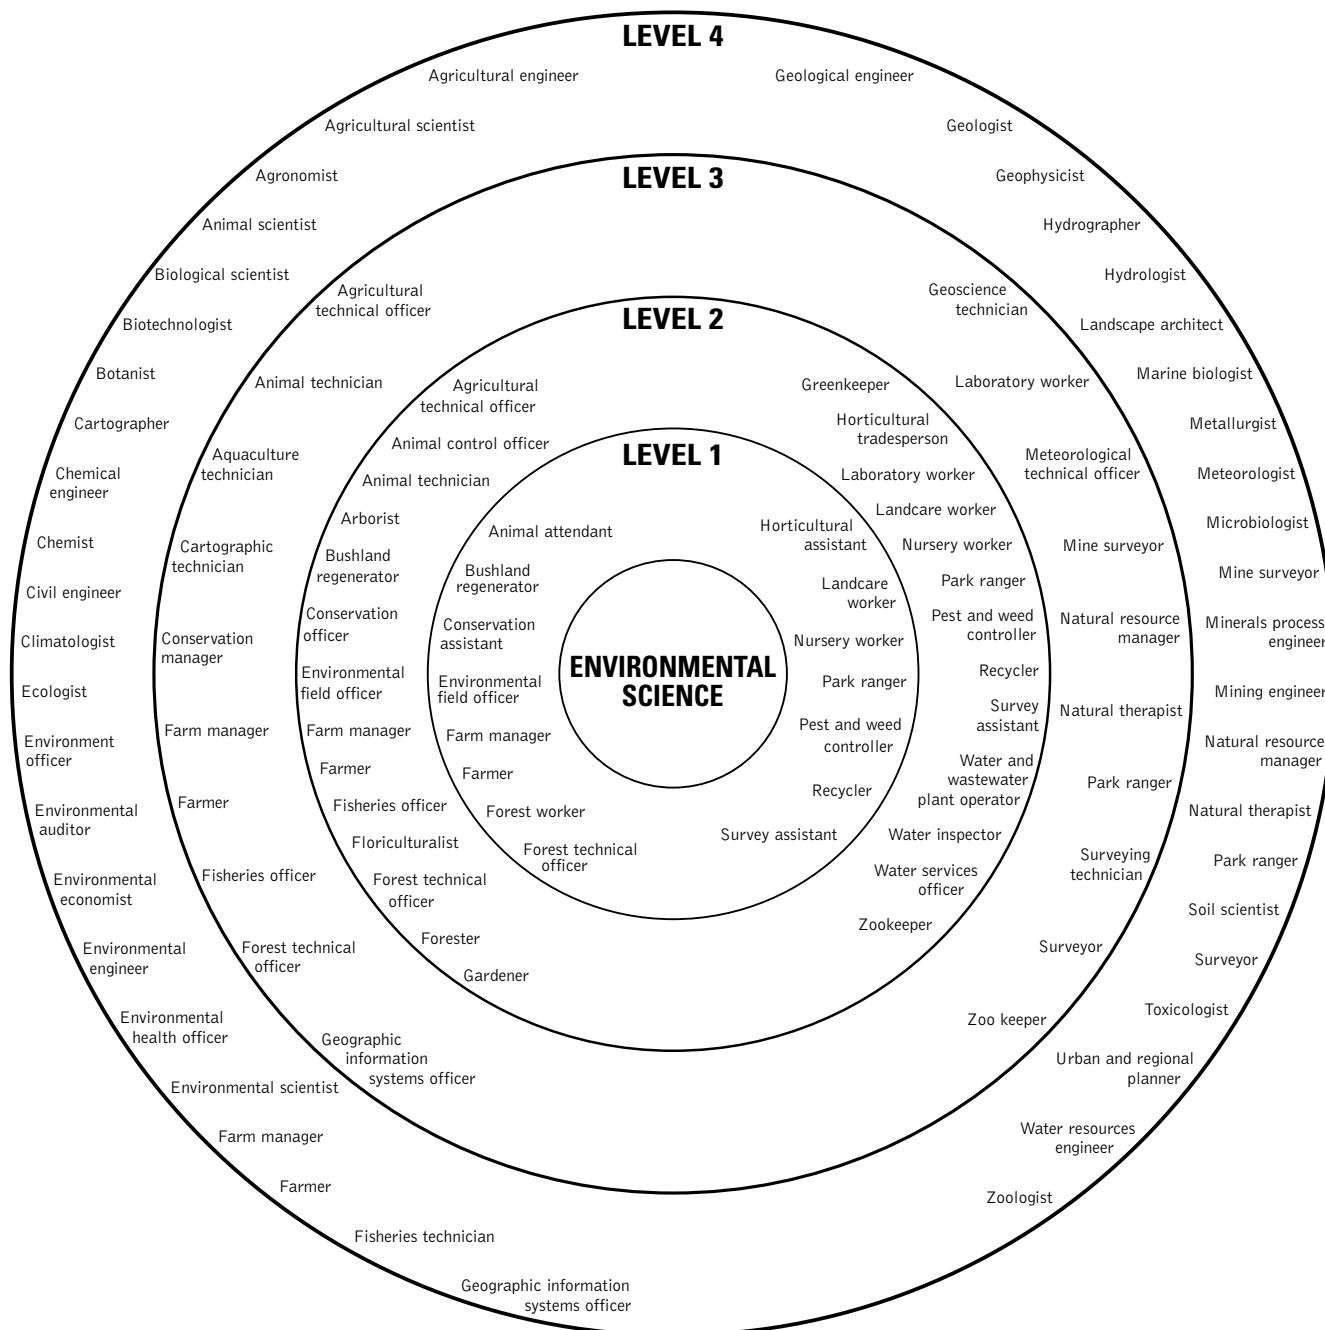 LEVEL 4
Agricultural engineer
Agricultural scientist
Agronomist
Animal scientist
Biological scientist
Biotechnologist
Botanist
Cartographer
Chemical
engineer
Chemist
Civil engineer
Climatologist
Ecologist
Environment
officer
Environmental
auditor
Environmental
economist
Environmental
engineer
Environmental
health officer
Environmental scientist
Farm manager
Farmer
Fisheries technician
Geographic information
systems officer
Geological engineer
Geologist
Geophysicist
Hydrographer
Hydrologist
Landscape architect
Marine biologist
Metallurgist
Meteorologist
Microbiologist
Mine surveyor
Minerals process
engineer
Mining engineer
Natural resource
manager
Natural therapist
Park ranger
Soil scientist
Surveyor
Toxicologist
Urban and regional
planner
Water resources
engineer
Zoologist
LEVEL 3
Agricultural
technical officer
Animal technician
Aquaculture
technician
Cartographic
technician
Conservation
manager
Farm manager
Farmer
Fisheries officer
Forest technical
officer
Geographic
information
systems officer
Geoscience
technician
Laboratory worker
Meteorological
technical officer
Mine surveyor
Natural resource
manager
Natural therapist
Park ranger
Surveying
technician
Surveyor
Zoo keeper
LEVEL 2
Agricultural
technical officer
Animal control officer
Animal technician
Arborist
Bushland
regenerator
Conservation
officer
Environmental
field officer
Farm manager
Farmer
Fisheries officer
Floriculturalist
Forest technical
officer
Forester
Gardener
Greenkeeper
Horticultural
tradesperson
Laboratory worker
Landcare worker
Nursery worker
Park ranger
Pest and weed
controller
Recycler
Survey
assistant
Water and
wastewater
plant operator
Water inspector
Water services
officer
Zookeeper
LEVEL 1
Animal attendant
Bushland
regenerator
Conservation
assistant
Environmental
field officer
Farm manager
Farmer
Forest worker
Forest technical
officer
Horticultural
assistant
Landcare
worker
Nursery worker
Park ranger
Pest and weed
controller
Recycler
Survey assistant
ENVIRONMENTAL
SCIENCE